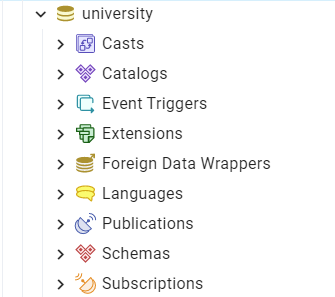 university
Casts
Catalogs
Event Triggers
Extensions
Foreign Data Wrappers
Languages
Publications
Schemas
Subscriptions